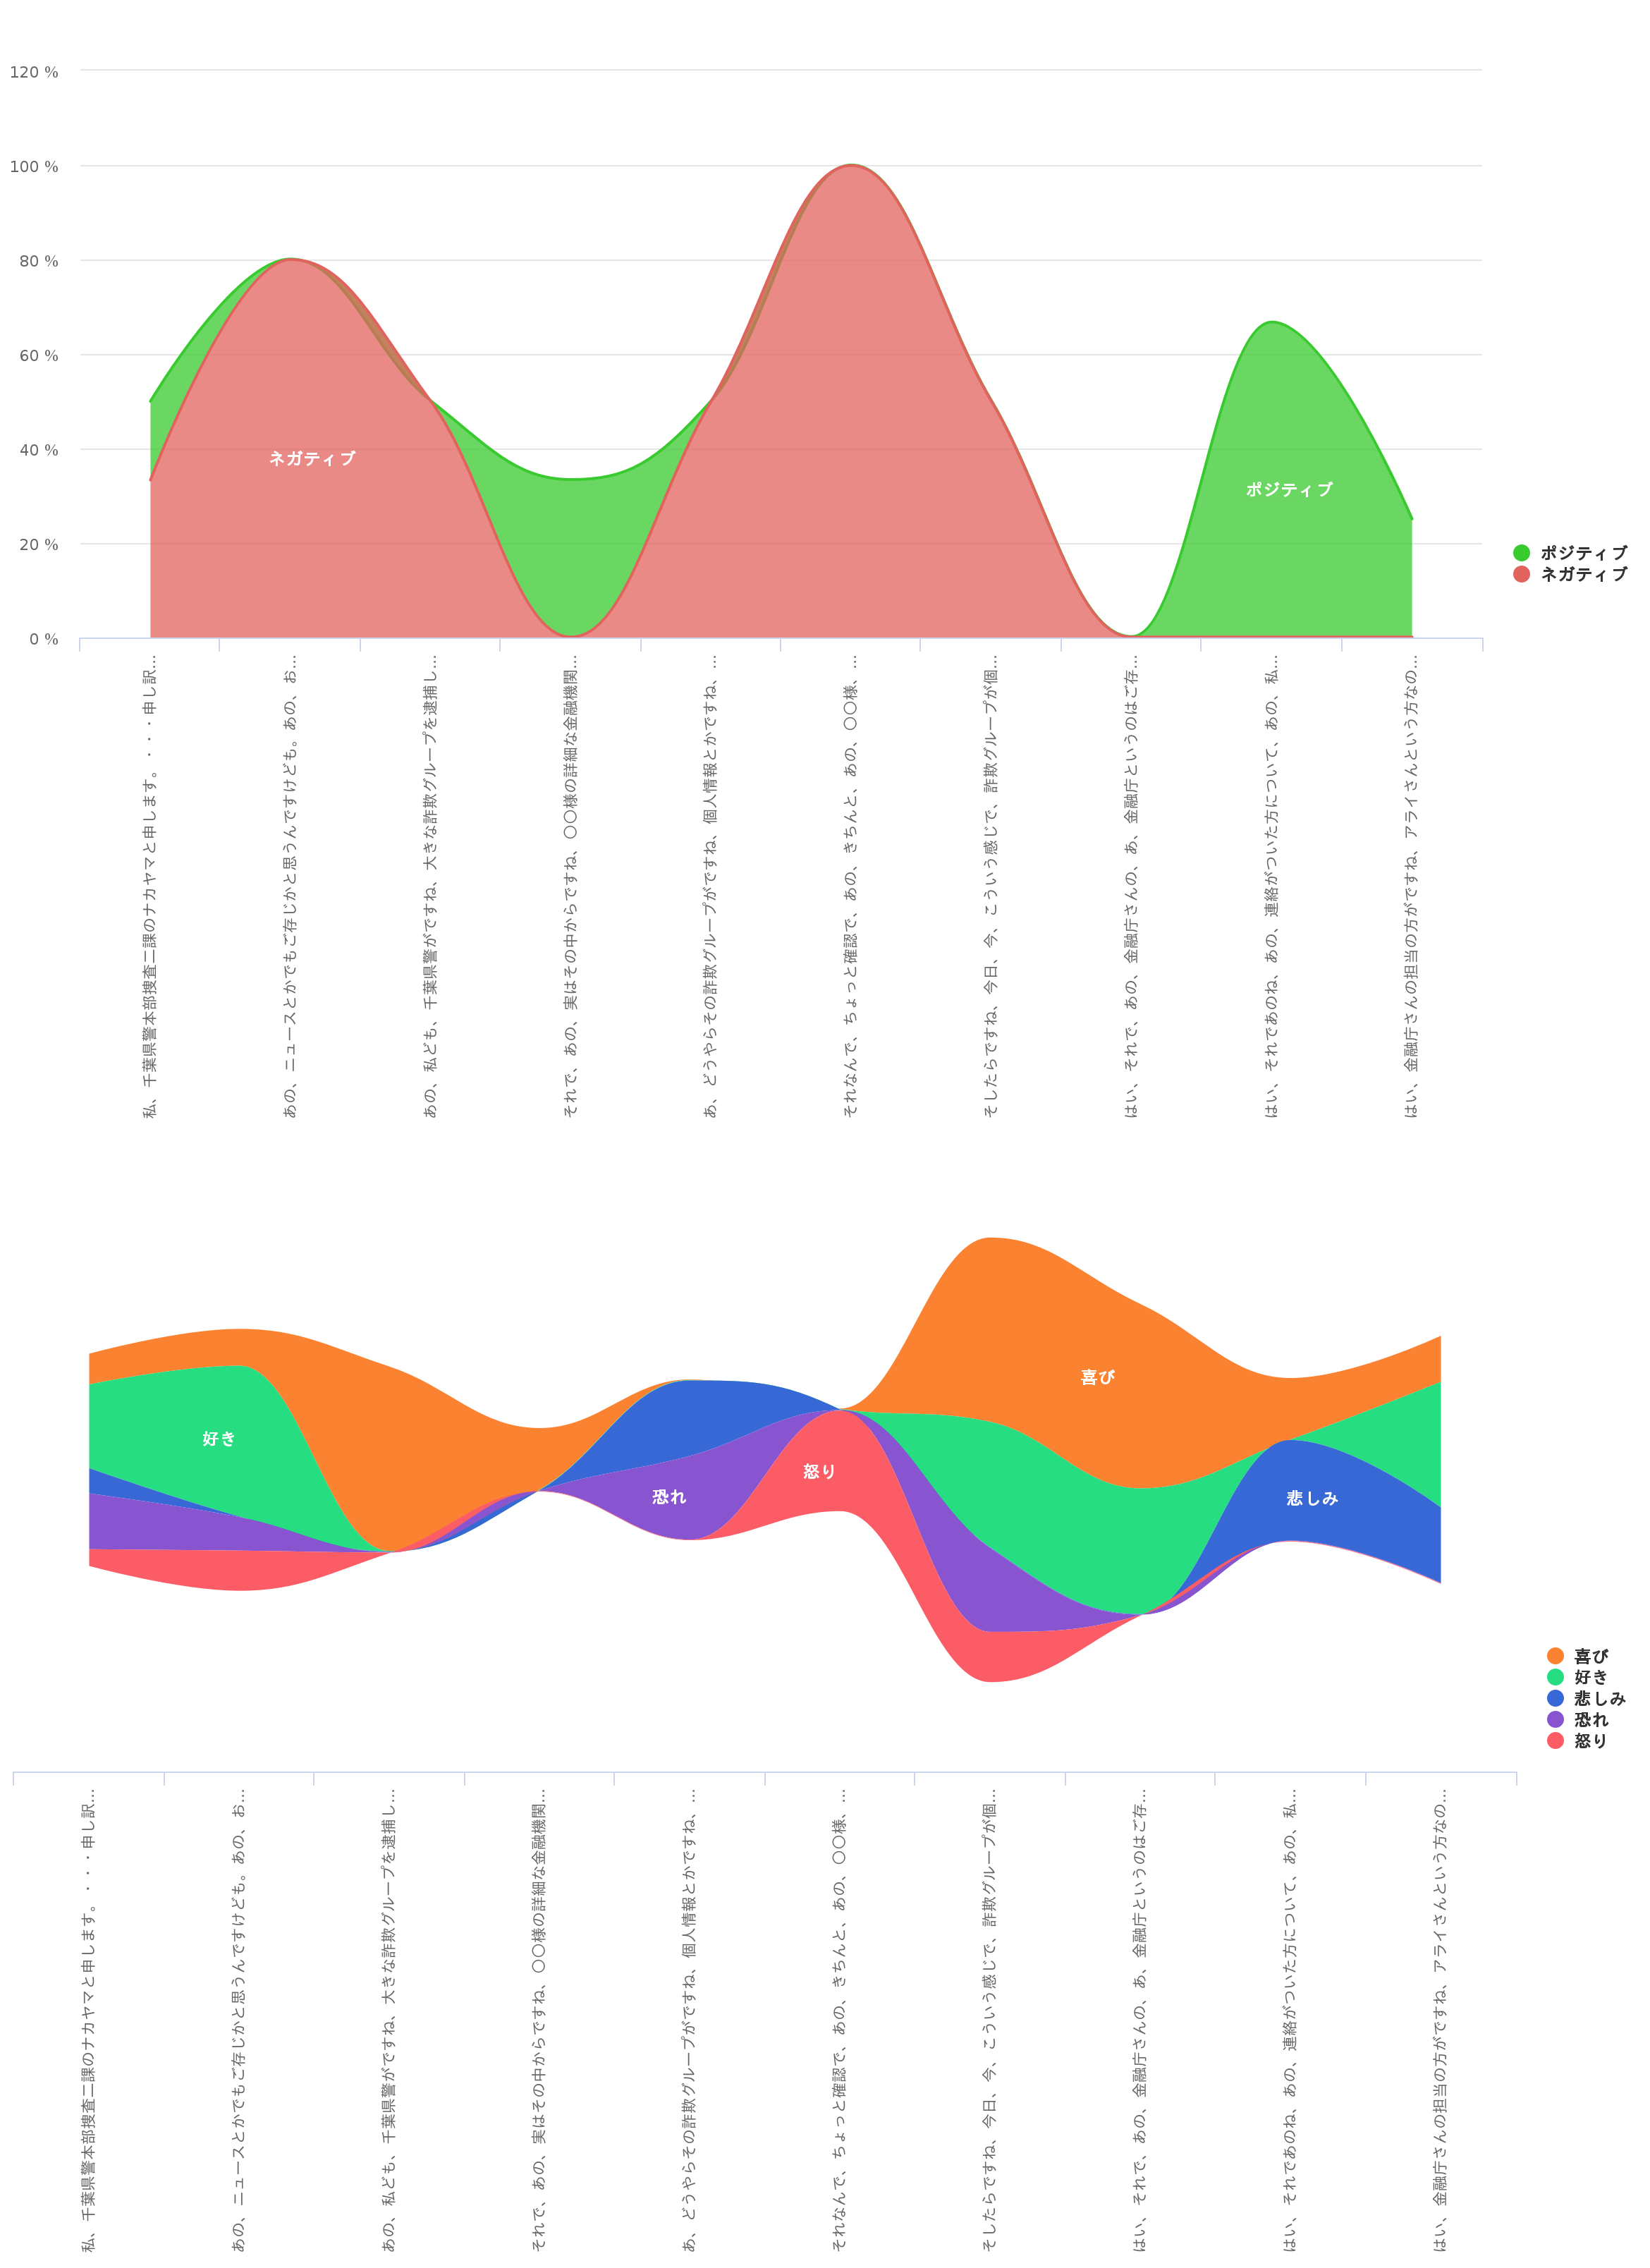 120 %
100 %
80 %
60 %
40 %
20 %
0 %
ネガティブ
ポジティブ
ポジティブ
ネガティブ
私、千葉県警本部捜査二課のナカヤマと申します。・・・申し訳…
あの、ニュースとかでもご存じかと思うんですけども。あの、お…
あの、私ども、千葉県警がですね、大きな詐欺グループを逮捕し…
それで、あの、実はその中からですね、〇〇様の詳細な金融機関…
あ、どうやらその詐欺グループがですね、個人情報とかですね、…
それなんで、ちょっと確認で、あの、きちんと、あの、〇〇様、…
そしたらですね、今日、今、こういう感じで、詐欺グループが個…
はい、それで、あの、金融庁さんの、あ、金融庁というのはご存…
はい、それであのね、あの、連絡がついた方について、あの、私…
はい、金融庁さんの担当の方がですね、アライさんという方なの…
喜び
好き
怒り
恐れ
悲しみ
喜び
好き
悲しみ
恐れ
怒り
私、千葉県警本部捜査二課のナカヤマと申します。・・・申し訳…
あの、ニュースとかでもご存じかと思うんですけども。あの、お…
あの、私ども、千葉県警がですね、大きな詐欺グループを逮捕し…
それで、あの、実はその中からですね、〇〇様の詳細な金融機関…
あ、どうやらその詐欺グループがですね、個人情報とかですね、…
それなんで、ちょっと確認で、あの、きちんと、あの、〇〇様、…
そしたらですね、今日、今、こういう感じで、詐欺グループが個…
はい、それで、あの、金融庁さんの、あ、金融庁というのはご存…
はい、それであのね、あの、連絡がついた方について、あの、私…
はい、金融庁さんの担当の方がですね、アライさんという方なの…